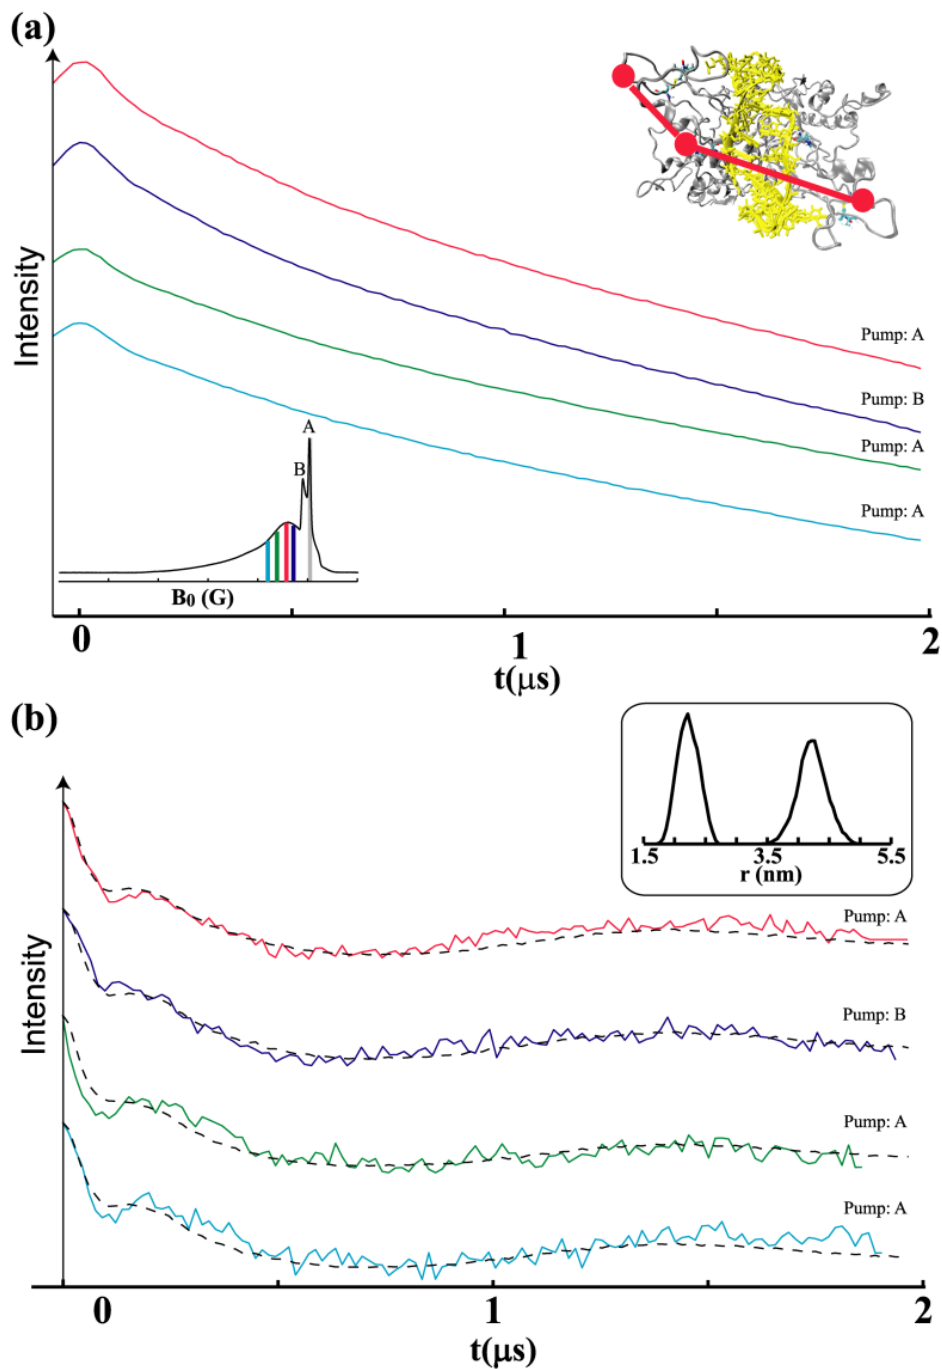 (a)
Intensity
Pump: A
Pump: B
Pump: A
Pump: A
A
B
B0 (G)
0 1 2
t(μs)
(b)
Intensity
1.5 3.5 5.5
r (nm)
Pump: A
Pump: B
Pump: A
Pump: A
0 1 2
t(μs)